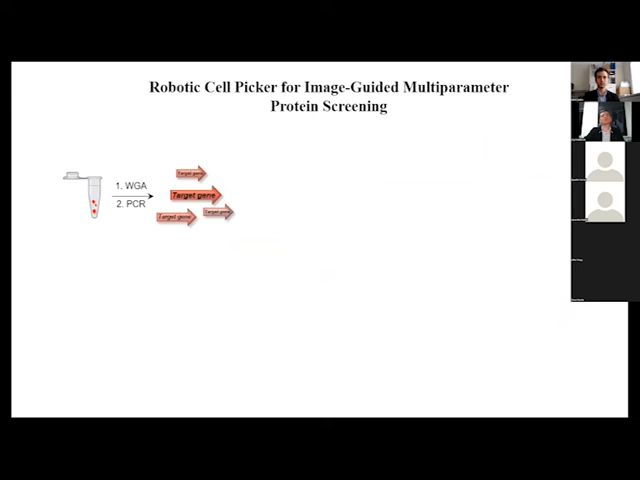 Robotic Cell Picker for Image-Guided Multiparameter
Protein Screening
1. WGA
2. PCR
Target gene
Target gene
Target gene
Target gene